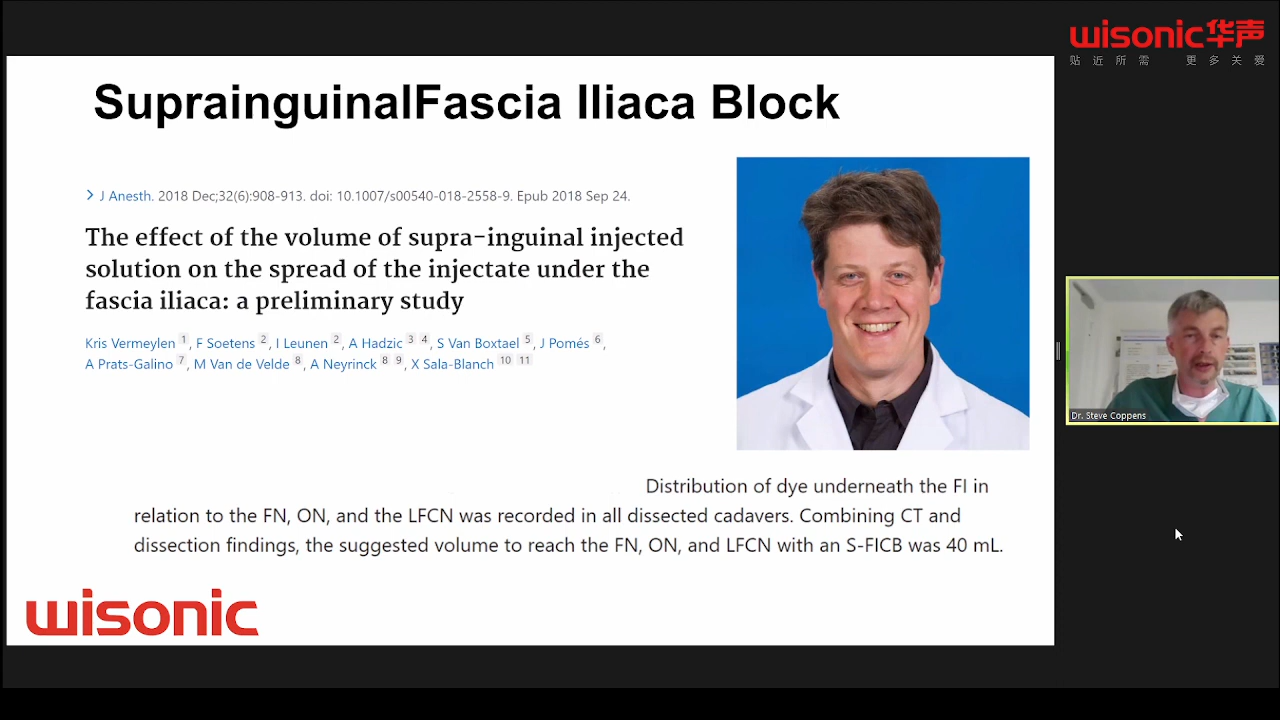 wisonic华声
贴近所需 更多关爱
SuprainguinalFascia Iliaca Block
J Anesth. 2018 Dec;32(6):908-913. doi: 10.1007/s00540-018-2558-9. Epub 2018 Sep 24.
The effect of the volume of supra-inguinal injected
solution on the spread of the injectate under the
fascia iliaca: a preliminary study
Kris Vermeylen 1, F Soetens 2, I Leunen 2, A Hadzic 3 4, S Van Boxtael 5, J Pomés 6,
A Prats-Galino 7, M Van de Velde 8, A Neyrinck 8 9, X Sala-Blanch 10 11
Distribution of dye underneath the FI in
relation to the FN, ON, and the LFCN was recorded in all dissected cadavers. Combining CT and
dissection findings, the suggested volume to reach the FN, ON, and LFCN with an S-FICB was 40 mL.
wisonic
Dr. Steve Coppens